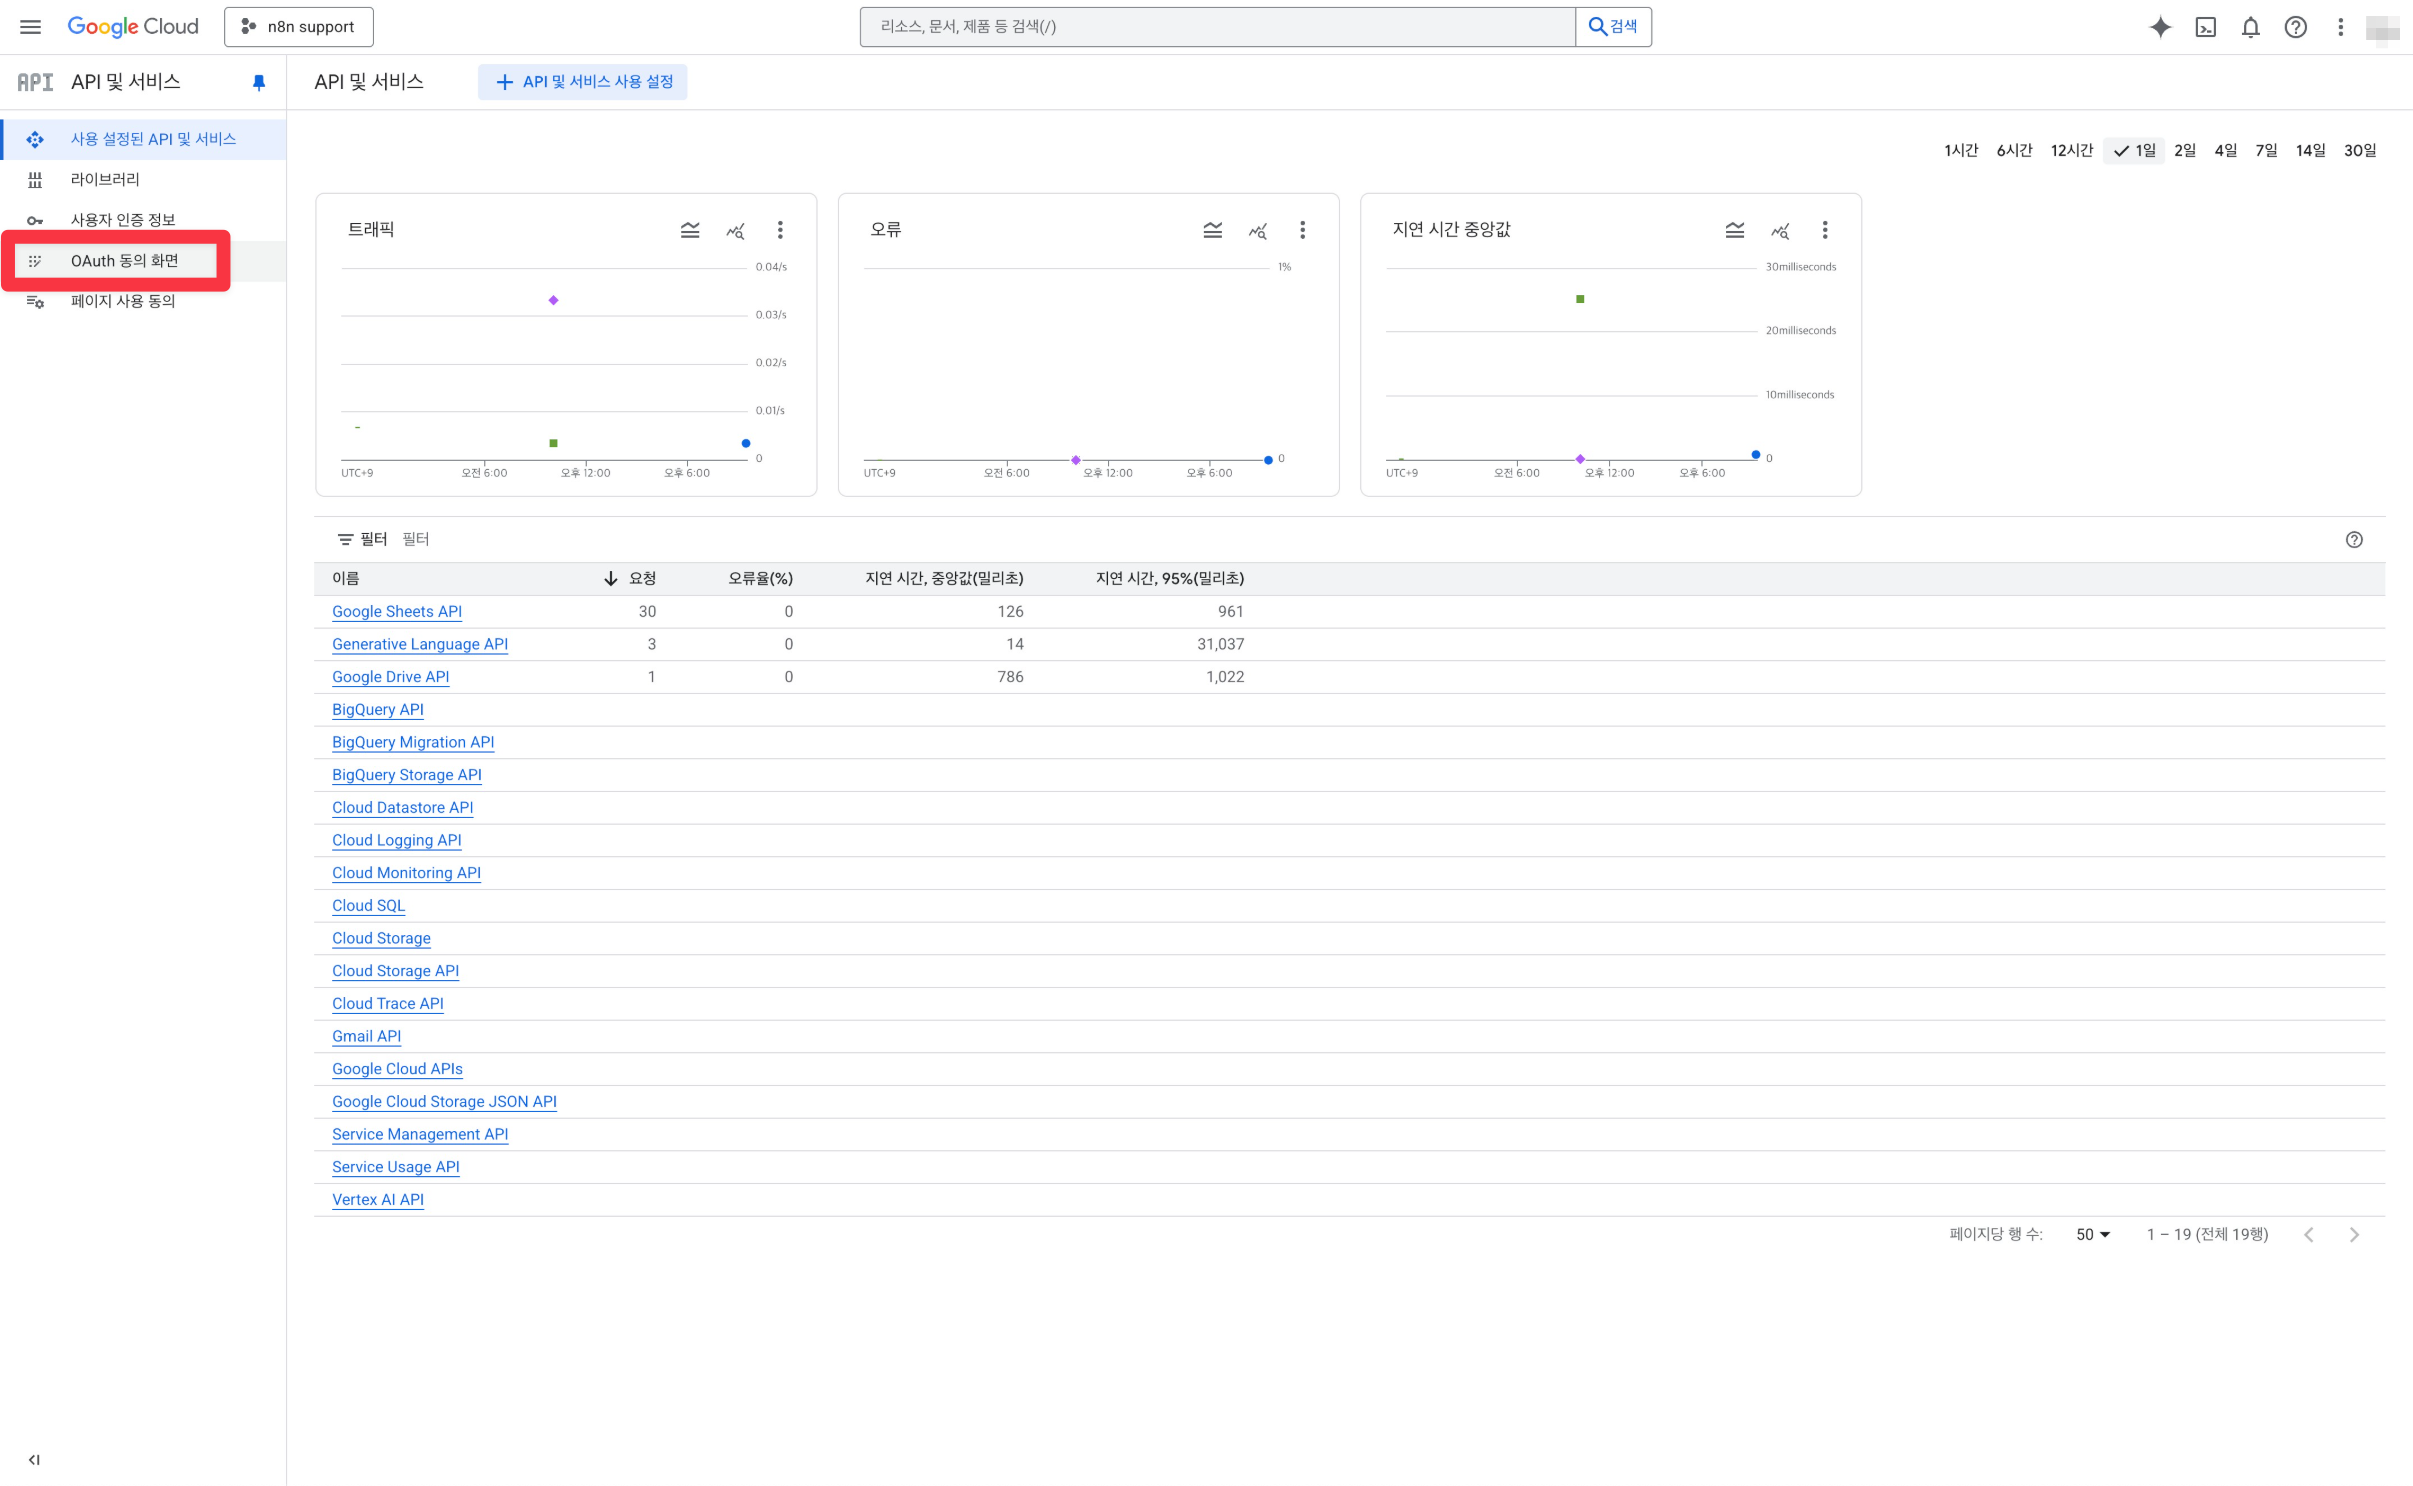 Google Cloud
n8n support
리소스, 문서, 제품 등 검색(/)
검색
API API 및 서비스
API 및 서비스
API 및 서비스 사용 설정
사용 설정된 API 및 서비스
라이브러리
사용자 인증 정보
OAuth 동의 화면
페이지 사용 동의
1시간 6시간 12시간 1일 2일 4일 7일 14일 30일
트래픽
0.04/s
0.03/s
0.02/s
0.01/s
0
UTC+9 오전 6:00 오후 12:00 오후 6:00
오류
1%
0
UTC+9 오전 6:00 오후 12:00 오후 6:00
지연 시간 중앙값
30milliseconds
20milliseconds
10milliseconds
0
UTC+9 오전 6:00 오후 12:00 오후 6:00
필터 필터
이름 요청 오류율(%) 지연 시간, 중앙값(밀리초) 지연 시간, 95%(밀리초)
Google Sheets API 30 0 126 961
Generative Language API 3 0 14 31,037
Google Drive API 1 0 786 1,022
BigQuery API
BigQuery Migration API
BigQuery Storage API
Cloud Datastore API
Cloud Logging API
Cloud Monitoring API
Cloud SQL
Cloud Storage
Cloud Storage API
Cloud Trace API
Gmail API
Google Cloud APIs
Google Cloud Storage JSON API
Service Management API
Service Usage API
Vertex AI API
페이지당 행 수: 50 1 – 19 (전체 19행)